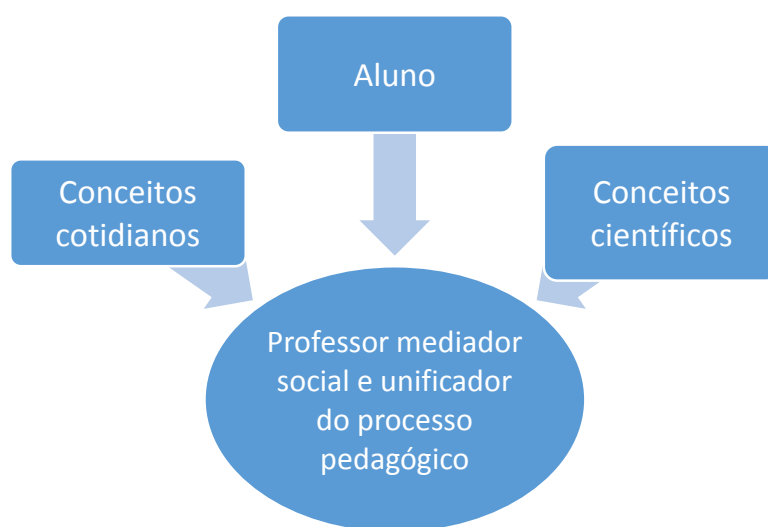 Aluno
Conceitos
cotidianos
Conceitos
científicos
Professor mediador
social e unificador
do processo
pedagógico